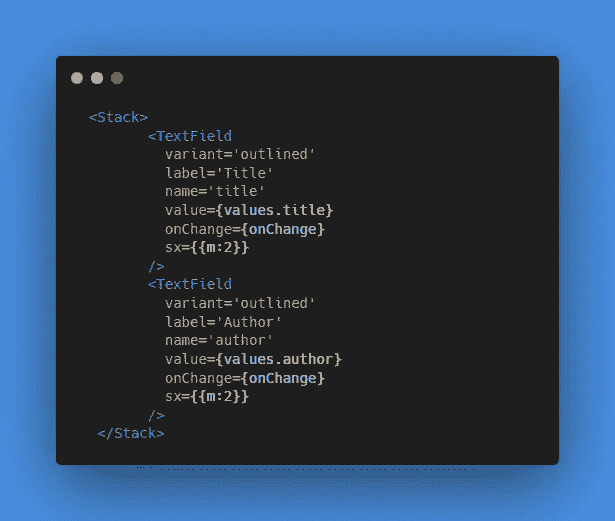 <Stack>
<TextField
variant='outlined'
label='Title'
name='title'
value={values.title}
onChange={onChange}
sx={{m:2}}
/>
<TextField
variant='outlined'
label='Author'
name='author'
value={values.author}
onChange={onChange}
sx={{m:2}}
/>
</Stack>